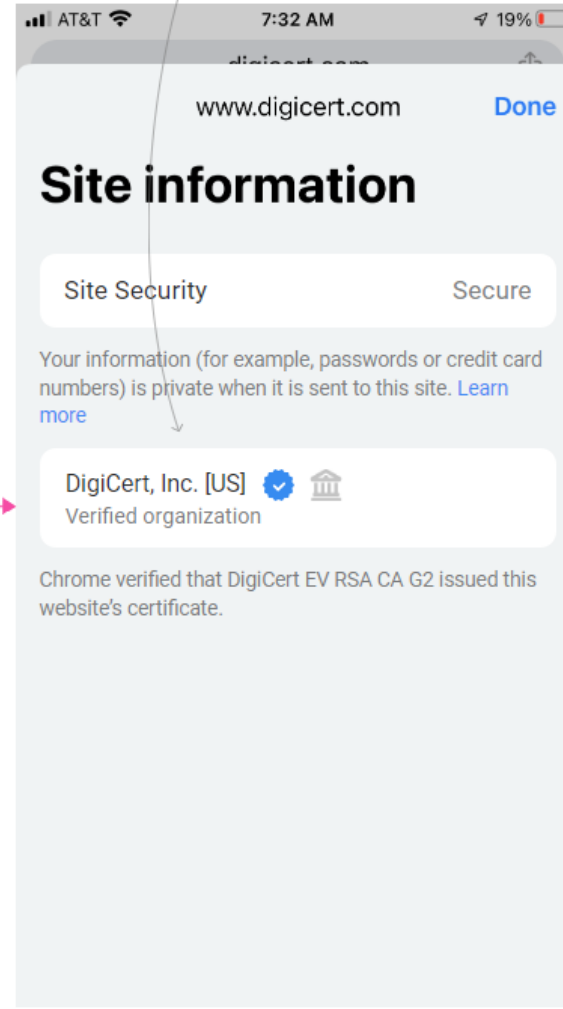 AT&T 7:32 AM 19%
digicert.com
www.digicert.com Done
Site information
Site Security Secure
Your information (for example, passwords or credit card
numbers) is private when it is sent to this site. Learn
more
DigiCert, Inc. [US]
Verified organization
Chrome verified that DigiCert EV RSA CA G2 issued this
website's certificate.